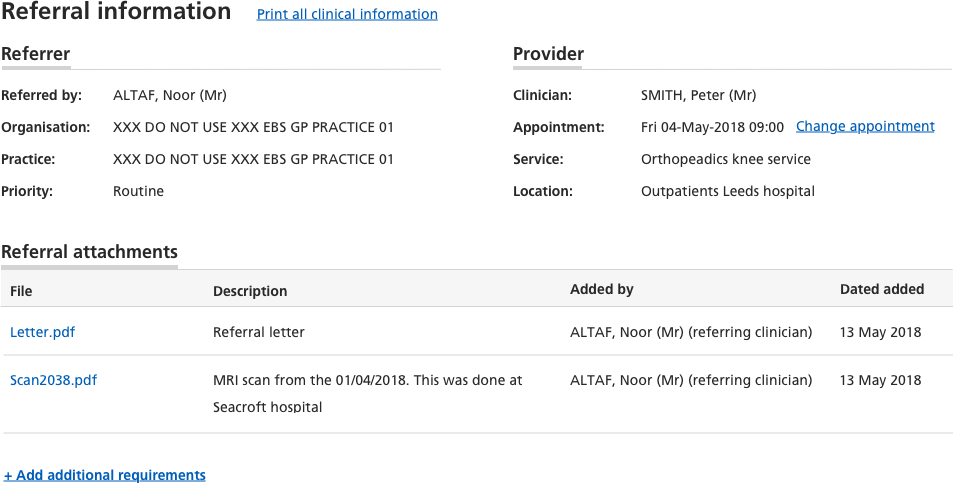 Referral information Print all clinical information
Referrer
Referred by: ALTAF, Noor (Mr)
Organisation: XXX DO NOT USE XXX EBS GP PRACTICE 01
Practice: XXX DO NOT USE XXX EBS GP PRACTICE 01
Priority: Routine
Provider
Clinician: SMITH, Peter (Mr)
Appointment: Fri 04-May-2018 09:00 Change appointment
Service: Orthopeadics knee service
Location: Outpatients Leeds hospital
Referral attachments
File Description Added by Dated added
Letter.pdf Referral letter ALTAF, Noor (Mr) (referring clinician) 13 May 2018
Scan2038.pdf MRI scan from the 01/04/2018. This was done at ALTAF, Noor (Mr) (referring clinician) 13 May 2018
Seacroft hospital
+ Add additional requirements